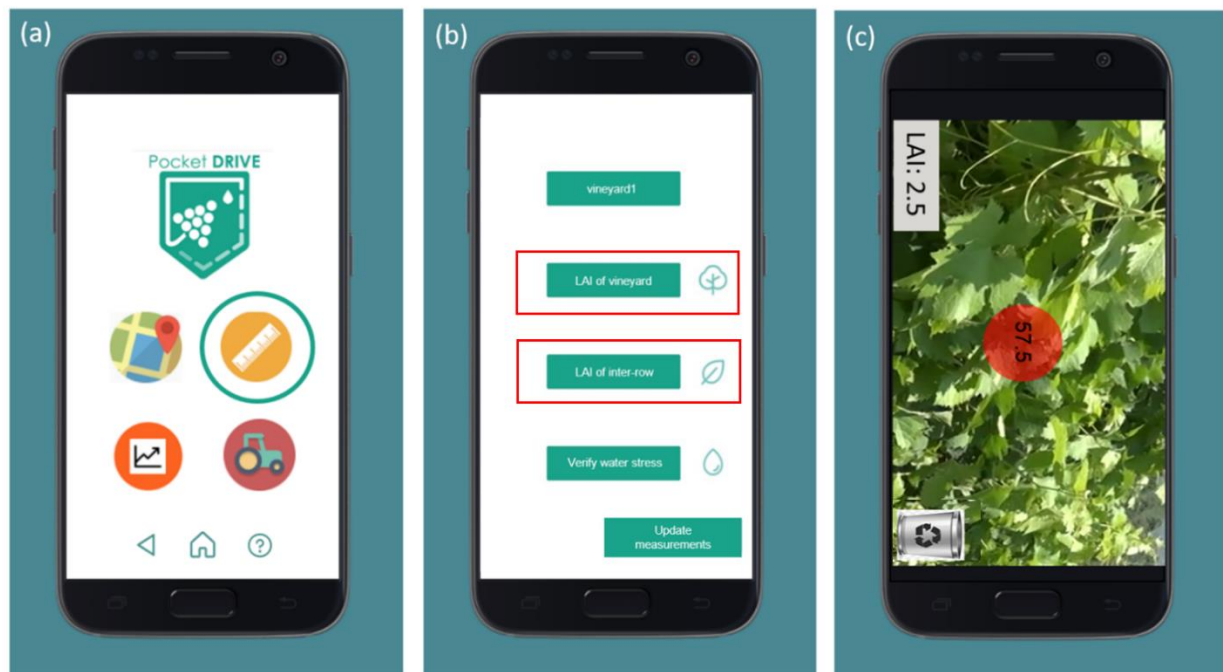 (a)
Pocket DRIVE
(b)
vineyard1
LAI of vineyard
LAI of inter-row
Verify water stress
Update
measurements
(c)
LAI: 2.5
57.5